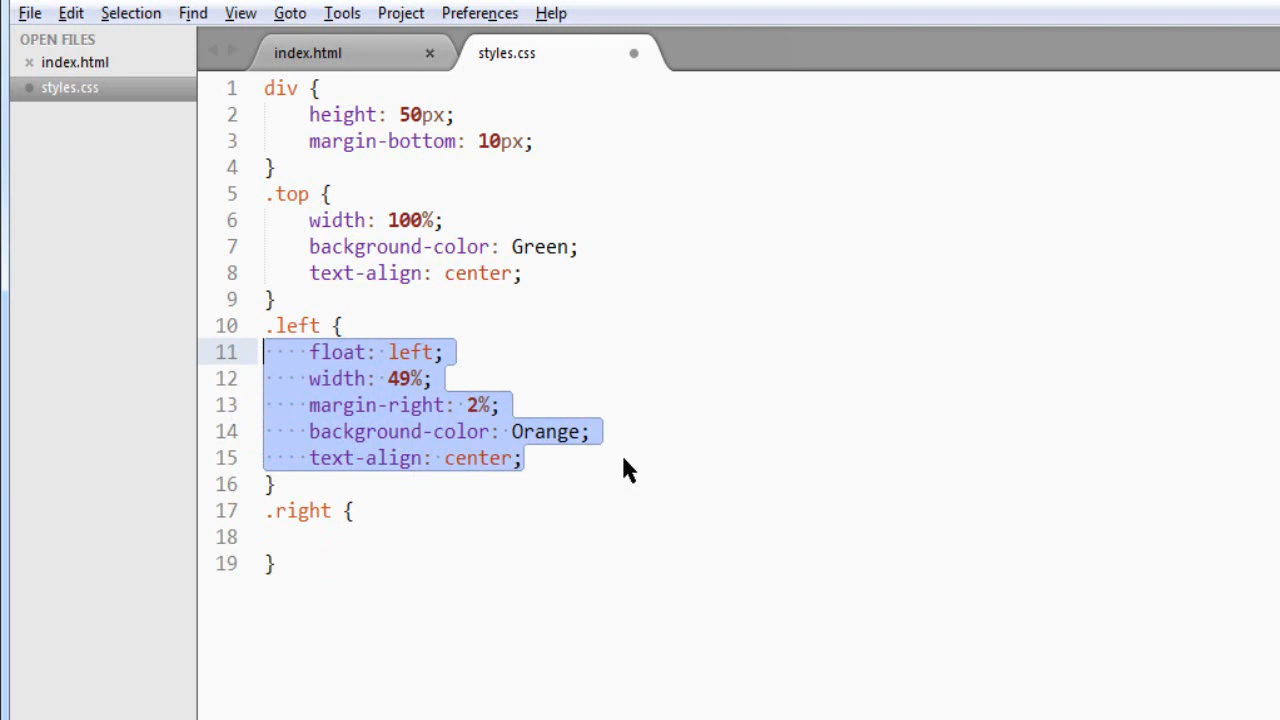 File Edit Selection Find View Goto Tools Project Preferences Help
OPEN FILES
index.html
styles.css
index.html styles.css
1 div {
2     height: 50px;
3     margin-bottom: 10px;
4 }
5 .top {
6     width: 100%;
7     background-color: Green;
8     text-align: center;
9 }
10 .left {
11     float: left;
12     width: 49%;
13     margin-right: 2%;
14     background-color: Orange;
15     text-align: center;
16 }
17 .right {
18
19 }